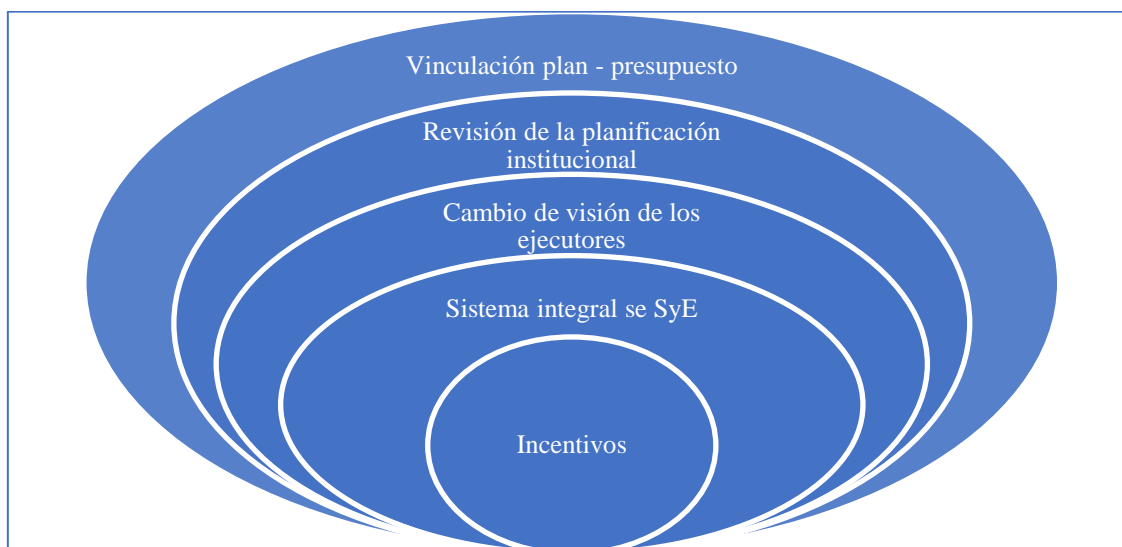 Vinculación plan - presupuesto
Revisión de la planificación
institucional
Cambio de visión de los
ejecutores
Sistema integral se SyE
Incentivos